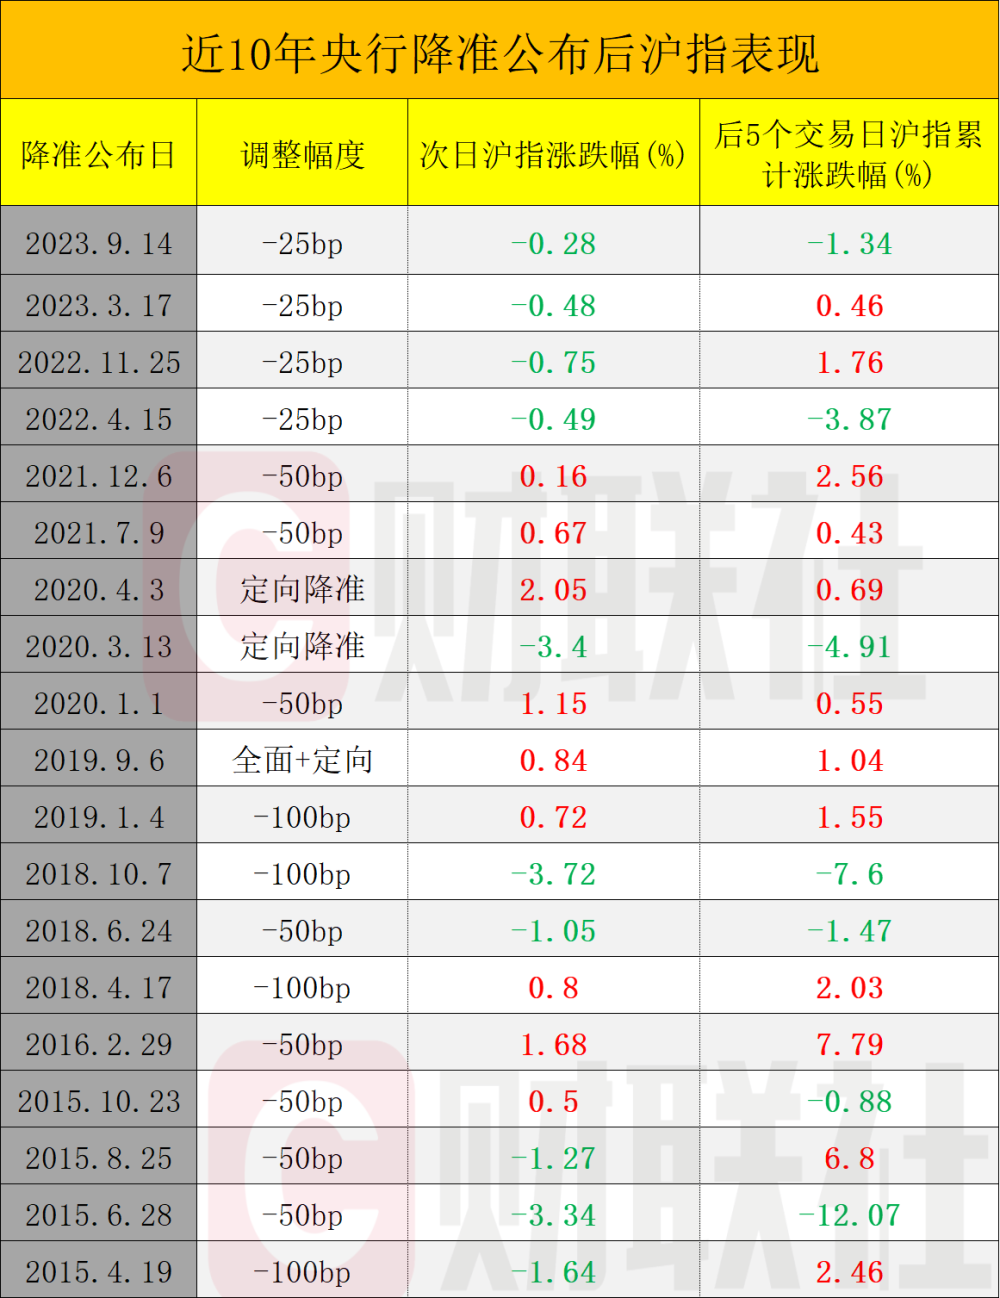 近10年央行降准公布后沪指表现
降准公布日 调整幅度 次日沪指涨跌幅(%) 后5个交易日沪指累
计涨跌幅(%)
2023.9.14 -25bp -0.28 -1.34
2023.3.17 -25bp -0.48 0.46
2022.11.25 -25bp -0.75 1.76
2022.4.15 -25bp -0.49 -3.87
2021.12.6 -50bp 0.16 2.56
2021.7.9 -50bp 0.67 0.43
2020.4.3 定向降准 2.05 0.69
2020.3.13 定向降准 -3.4 -4.91
2020.1.1 -50bp 1.15 0.55
2019.9.6 全面+定向 0.84 1.04
2019.1.4 -100bp 0.72 1.55
2018.10.7 -100bp -3.72 -7.6
2018.6.24 -50bp -1.05 -1.47
2018.4.17 -100bp 0.8 2.03
2016.2.29 -50bp 1.68 7.79
2015.10.23 -50bp 0.5 -0.88
2015.8.25 -50bp -1.27 6.8
2015.6.28 -50bp -3.34 -12.07
2015.4.19 -100bp -1.64 2.46
财联社
财联社